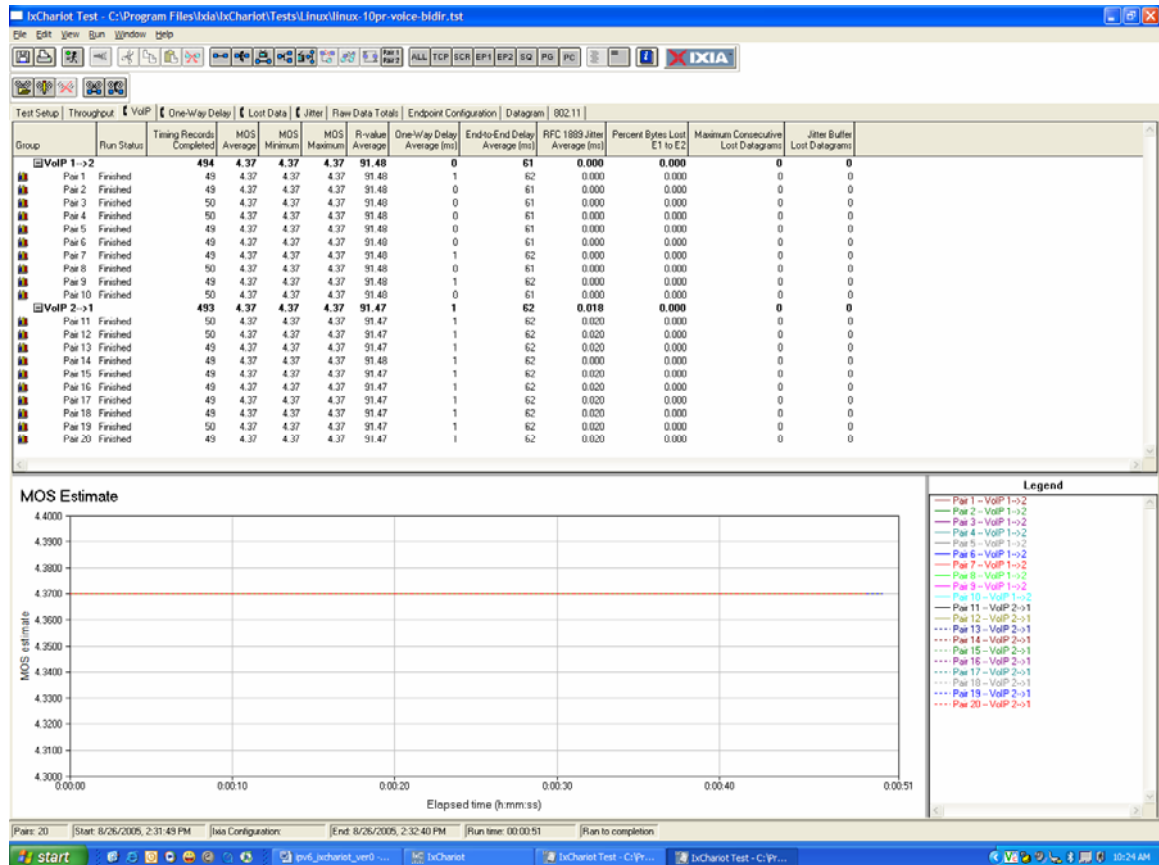 IxChariot Test - C:\Program Files\Ixia\IxChariot\Tests\Linux\linux-10pr-voice-bidir.tst
File Edit View Run Window Help
ALL TCP SCR EP1 EP2 SQ PG PC XIXIA
Test Setup Throughput VoIP One-Way Delay Lost Data Jitter Raw Data Totals Endpoint Configuration Datagram 802.11
Group Run Status Timing Records Completed MOS Average MOS Minimum MOS Maximum R-value Average One-Way Delay Average (ms) End-to-End Delay Average (ms) RFC 1889 Jitter Average (ms) Percent Bytes Lost E1 to E2 Maximum Consecutive Lost Datagrams Jitter Buffer Lost Datagrams
VoIP 1-->2 494 4.37 4.37 4.37 91.48 0 61 0.000 0.000 0 0
Pair 1 Finished 49 4.37 4.37 4.37 91.48 1 62 0.000 0.000 0 0
Pair 2 Finished 49 4.37 4.37 4.37 91.48 0 61 0.000 0.000 0 0
Pair 3 Finished 50 4.37 4.37 4.37 91.48 0 61 0.000 0.000 0 0
Pair 4 Finished 50 4.37 4.37 4.37 91.48 0 61 0.000 0.000 0 0
Pair 5 Finished 49 4.37 4.37 4.37 91.48 0 61 0.000 0.000 0 0
Pair 6 Finished 49 4.37 4.37 4.37 91.48 0 61 0.000 0.000 0 0
Pair 7 Finished 49 4.37 4.37 4.37 91.48 1 62 0.000 0.000 0 0
Pair 8 Finished 50 4.37 4.37 4.37 91.48 0 61 0.000 0.000 0 0
Pair 9 Finished 49 4.37 4.37 4.37 91.48 1 62 0.000 0.000 0 0
Pair 10 Finished 50 4.37 4.37 4.37 91.48 0 61 0.000 0.000 0 0
VoIP 2-->1 493 4.37 4.37 4.37 91.47 1 62 0.018 0.000 0 0
Pair 11 Finished 50 4.37 4.37 4.37 91.47 1 62 0.020 0.000 0 0
Pair 12 Finished 50 4.37 4.37 4.37 91.47 1 62 0.020 0.000 0 0
Pair 13 Finished 49 4.37 4.37 4.37 91.47 1 62 0.020 0.000 0 0
Pair 14 Finished 49 4.37 4.37 4.37 91.48 1 62 0.000 0.000 0 0
Pair 15 Finished 49 4.37 4.37 4.37 91.47 1 62 0.020 0.000 0 0
Pair 16 Finished 49 4.37 4.37 4.37 91.47 1 62 0.020 0.000 0 0
Pair 17 Finished 49 4.37 4.37 4.37 91.47 1 62 0.020 0.000 0 0
Pair 18 Finished 49 4.37 4.37 4.37 91.47 1 62 0.020 0.000 0 0
Pair 19 Finished 50 4.37 4.37 4.37 91.47 1 62 0.020 0.000 0 0
Pair 20 Finished 49 4.37 4.37 4.37 91.47 1 62 0.020 0.000 0 0
MOS Estimate
4.4000
4.3900
4.3800
4.3700
4.3600
4.3500
4.3400
4.3300
4.3200
4.3100
4.3000
MOS estimate
0:00:00 0:00:10 0:00:20 0:00:30 0:00:40 0:00:51
Elapsed time (h:mm:ss)
Legend
Pair 1 -- VoIP 1-->2
Pair 2 -- VoIP 1-->2
Pair 3 -- VoIP 1-->2
Pair 4 -- VoIP 1-->2
Pair 5 -- VoIP 1-->2
Pair 6 -- VoIP 1-->2
Pair 7 -- VoIP 1-->2
Pair 8 -- VoIP 1-->2
Pair 9 -- VoIP 1-->2
Pair 10 -- VoIP 1-->2
Pair 11 -- VoIP 2-->1
Pair 12 -- VoIP 2-->1
Pair 13 -- VoIP 2-->1
Pair 14 -- VoIP 2-->1
Pair 15 -- VoIP 2-->1
Pair 16 -- VoIP 2-->1
Pair 17 -- VoIP 2-->1
Pair 18 -- VoIP 2-->1
Pair 19 -- VoIP 2-->1
Pair 20 -- VoIP 2-->1
Pairs: 20 Start: 8/26/2005, 2:31:49 PM Ixia Configuration: End: 8/26/2005, 2:32:40 PM Run time: 00:00:51 Ran to completion
start ipv6_ixchariot_ver0 -... IxChariot IxChariot Test - C:\Pr... IxChariot Test - C:\Pr... 10:24 AM